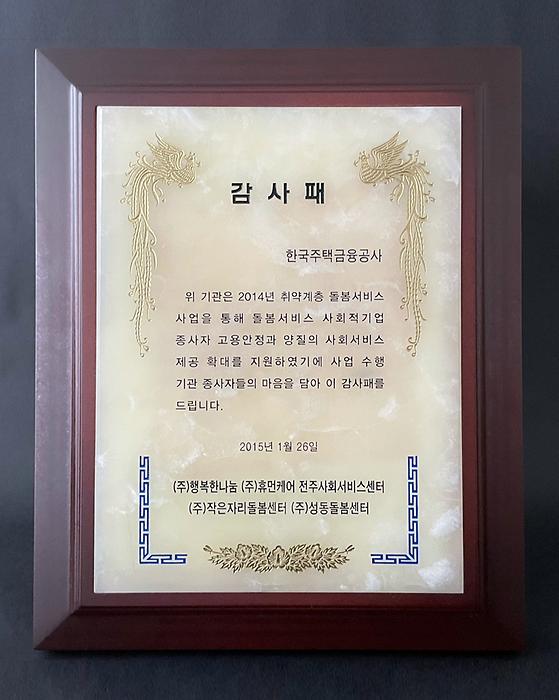 감 사 패
한국주택금융공사
위 기관은 2014년 취약계층 돌봄서비스
사업을 통해 돌봄서비스 사회적기업
종사자 고용안정과 양질의 사회서비스
제공 확대를 지원하였기에 사업 수행
기관 종사자들의 마음을 담아 이 감사패를
드립니다.
2015년 1월 26일
(주)행복한나눔 (주)휴먼케어 전주사회서비스센터
(주)작은자리돌봄센터 (주)성동돌봄센터